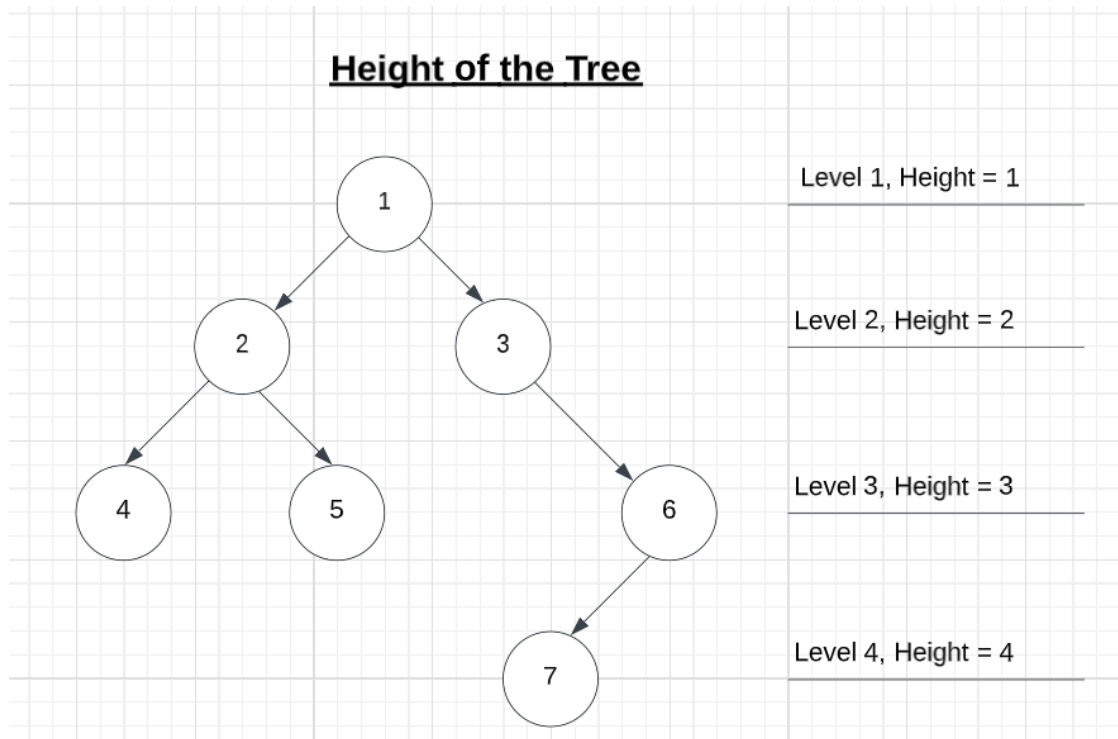 Height of the Tree
1
Level 1, Height = 1
2
3
Level 2, Height = 2
4
5
6
Level 3, Height = 3
7
Level 4, Height = 4